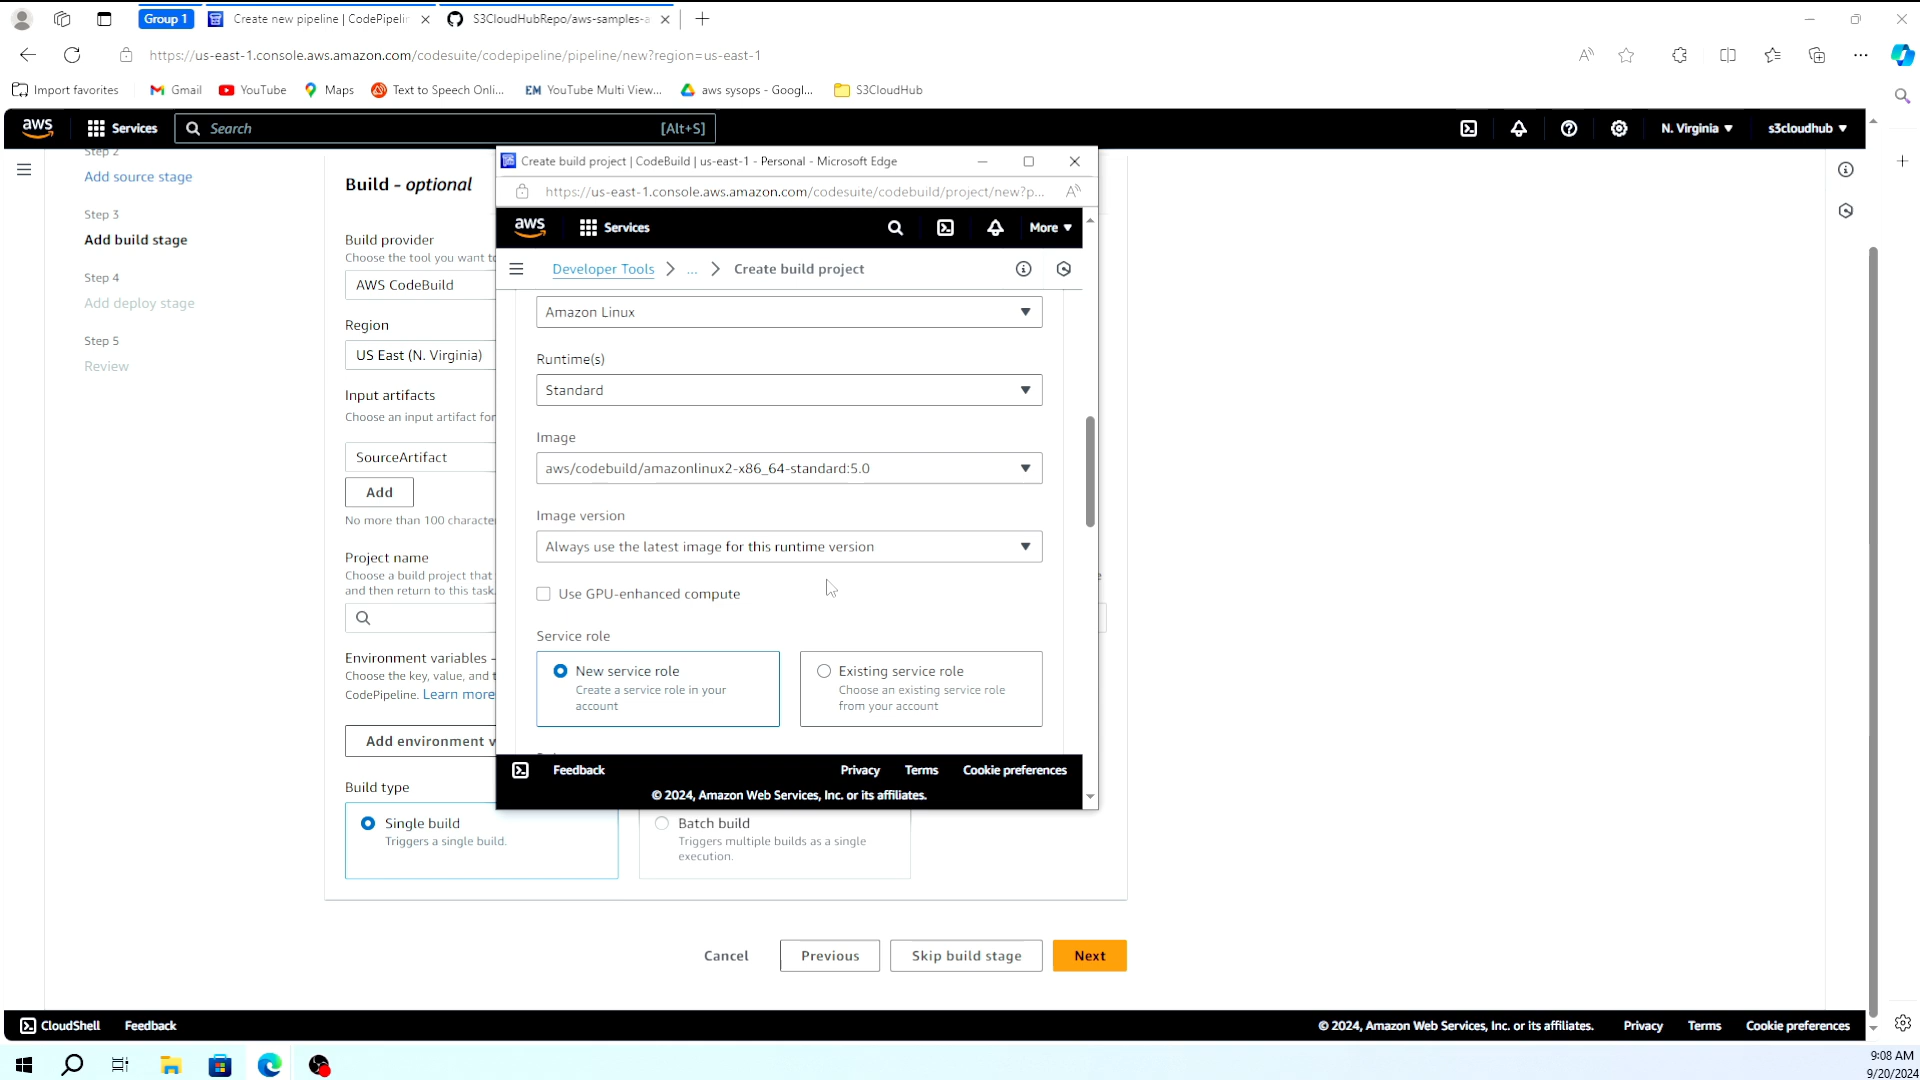 Group 1
Create new pipeline | CodePipelin
S3CloudHubRepo/aws-samples-a
https://us-east-1.console.aws.amazon.com/codesuite/codepipeline/pipeline/new?region=us-east-1
Import favorites
Gmail
YouTube
Maps
Text to Speech Onli...
EM YouTube Multi View...
aws sysops - Googl...
S3CloudHub
aws
Services
Search
[Alt+S]
N. Virginia
s3cloudhub
Step 2
Add source stage
Step 3
Add build stage
Step 4
Add deploy stage
Step 5
Review
Build - optional
Build provider
Choose the tool you want to
AWS CodeBuild
Region
US East (N. Virginia)
Input artifacts
Choose an input artifact for
SourceArtifact
Add
No more than 100 characte
Project name
Choose a build project that
and then return to this task.
Environment variables -
Choose the key, value, and t
CodePipeline. Learn more
Add environment v
Build type
Single build
Triggers a single build.
Batch build
Triggers multiple builds as a single
execution.
Create build project | CodeBuild | us-east-1 - Personal - Microsoft Edge
https://us-east-1.console.aws.amazon.com/codesuite/codebuild/project/new?p...
aws
Services
More
Developer Tools
...
Create build project
Amazon Linux
Runtime(s)
Standard
Image
aws/codebuild/amazonlinux2-x86_64-standard:5.0
Image version
Always use the latest image for this runtime version
Use GPU-enhanced compute
Service role
New service role
Create a service role in your
account
Existing service role
Choose an existing service role
from your account
Feedback
Privacy
Terms
Cookie preferences
© 2024, Amazon Web Services, Inc. or its affiliates.
Cancel
Previous
Skip build stage
Next
CloudShell
Feedback
© 2024, Amazon Web Services, Inc. or its affiliates.
Privacy
Terms
Cookie preferences
9:08 AM
9/20/2024